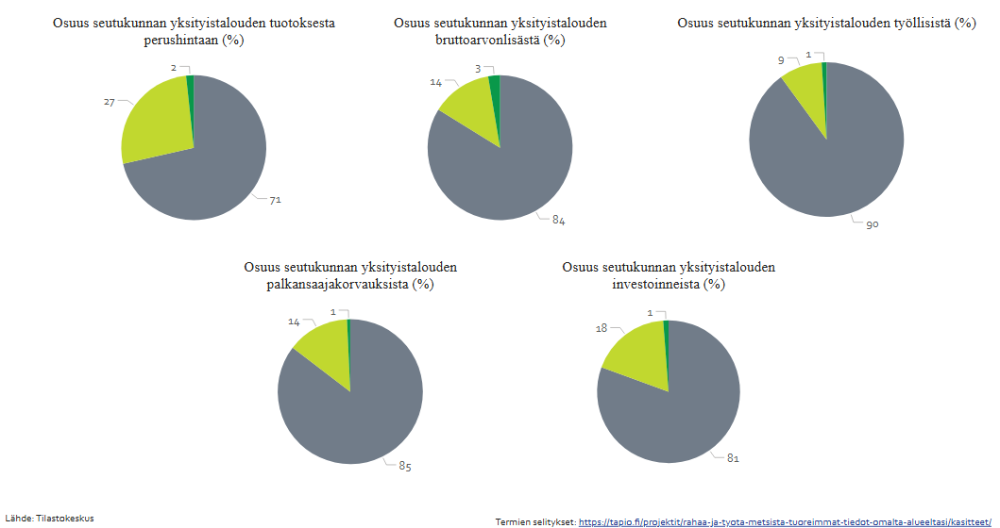 Osuus seutukunnan yksityistalouden tuotoksesta
perushintaan (%)
Osuus seutukunnan yksityistalouden
bruttoarvonlisästä (%)
Osuus seutukunnan yksityistalouden työllisistä (%)
2
27
71
3
14
84
1
9
90
Osuus seutukunnan yksityistalouden
palkansaajakorvauksista (%)
Osuus seutukunnan yksityistalouden
investoinneista (%)
1
14
85
1
18
81
Lähde: Tilastokeskus
Termien selitykset: https://tapio.fi/projektit/rahaa-ja-tyota-metsista-tuoreimmat-tiedot-omalta-alueeltasi/kasitteet/